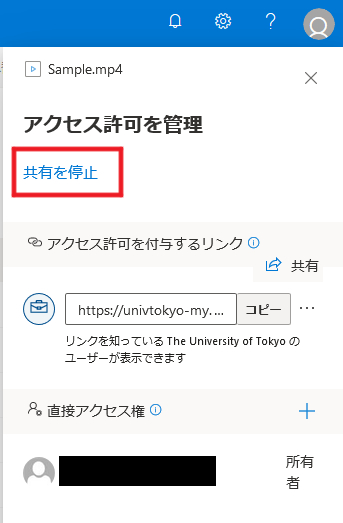 Sample.mp4
アクセス許可を管理
共有を停止
アクセス許可を付与するリンク
共有
https://univtokyo-my....
コピー
リンクを知っている The University of Tokyo の
ユーザーが表示できます
直接アクセス権
所有
者